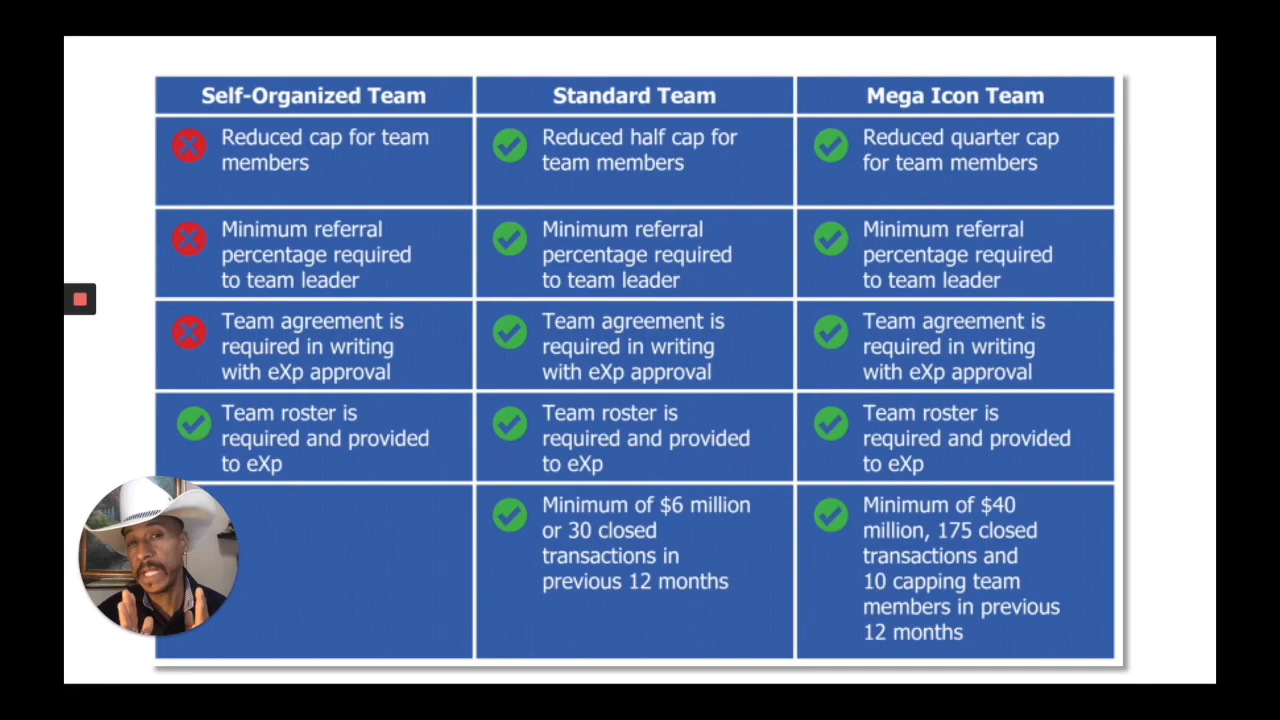 Self-Organized Team
Standard Team
Mega Icon Team
Reduced cap for team
members
Reduced half cap for
team members
Reduced quarter cap
for team members
Minimum referral
percentage required
to team leader
Minimum referral
percentage required
to team leader
Minimum referral
percentage required
to team leader
Team agreement is
required in writing
with eXp approval
Team agreement is
required in writing
with eXp approval
Team agreement is
required in writing
with eXp approval
Team roster is
required and provided
to eXp
Team roster is
required and provided
to eXp
Team roster is
required and provided
to eXp
Minimum of $6 million
or 30 closed
transactions in
previous 12 months
Minimum of $40
million, 175 closed
transactions and
10 capping team
members in previous
12 months